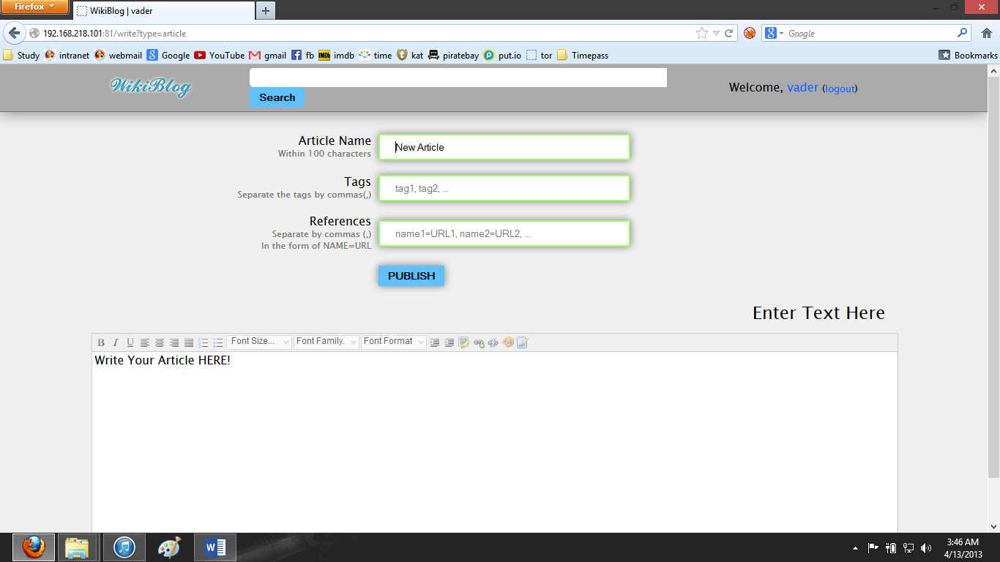 Firefox
WikiBlog | vader
192.168.218.101:81/write?type=article
Google
Study intranet webmail Google YouTube gmail fb imdb time kat piratebay put.io tor Timepass Bookmarks
WikiBlog
Search
Welcome, vader (logout)
Article Name
Within 100 characters
New Article
Tags
Separate the tags by commas(,)
tag1, tag2, ...
References
Separate by commas (,)
In the form of NAME=URL
name1=URL1, name2=URL2, ...
PUBLISH
Enter Text Here
B I U Font Size... Font Family. Font Format
Write Your Article HERE!
3:46 AM
4/13/2013